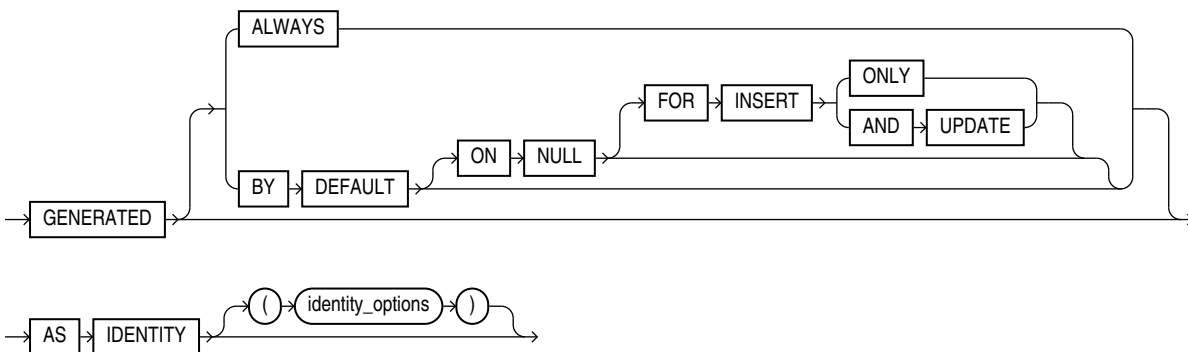 ALWAYS
FOR INSERT ONLY
AND UPDATE
ON NULL
BY DEFAULT
GENERATED
AS IDENTITY ( identity_options )